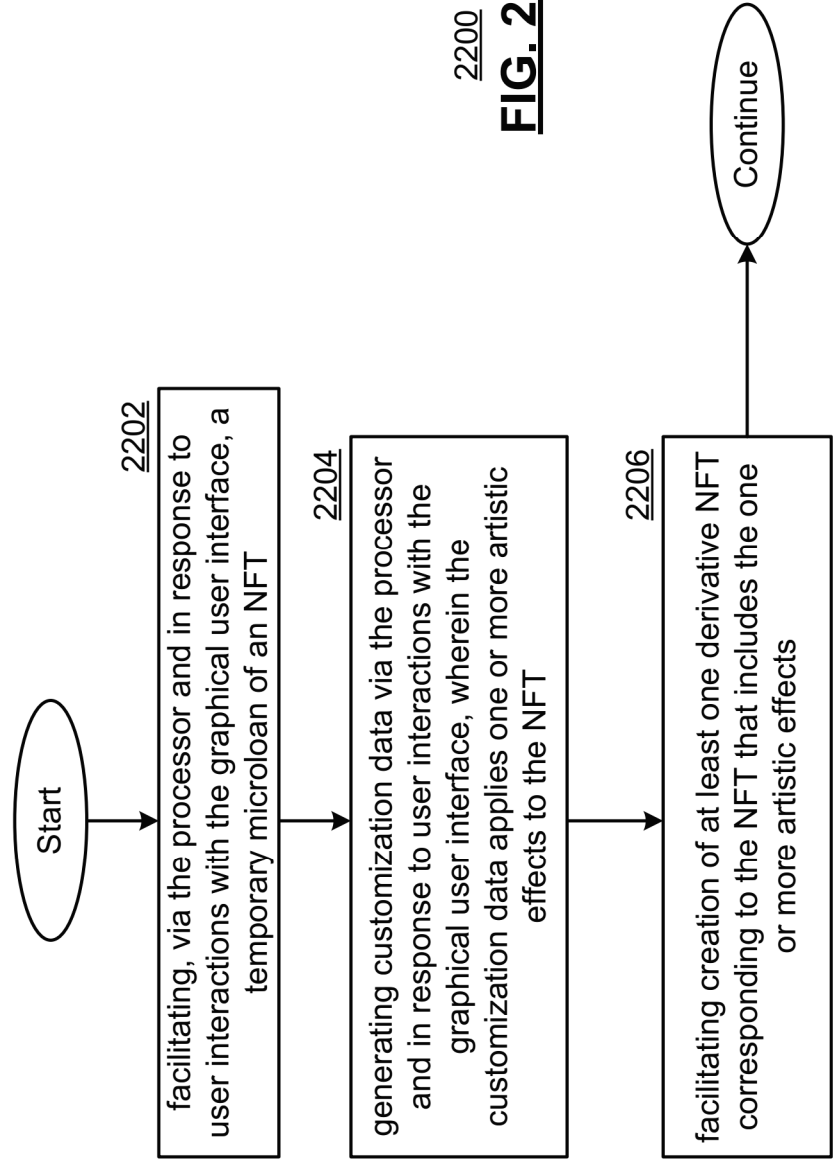 Start
2202
facilitating, via the processor and in response to
user interactions with the graphical user interface, a
temporary microloan of an NFT
2204
generating customization data via the processor
and in response to user interactions with the
graphical user interface, wherein the
customization data applies one or more artistic
effects to the NFT
2206
facilitating creation of at least one derivative NFT
corresponding to the NFT that includes the one
or more artistic effects
Continue
2200
FIG. 2